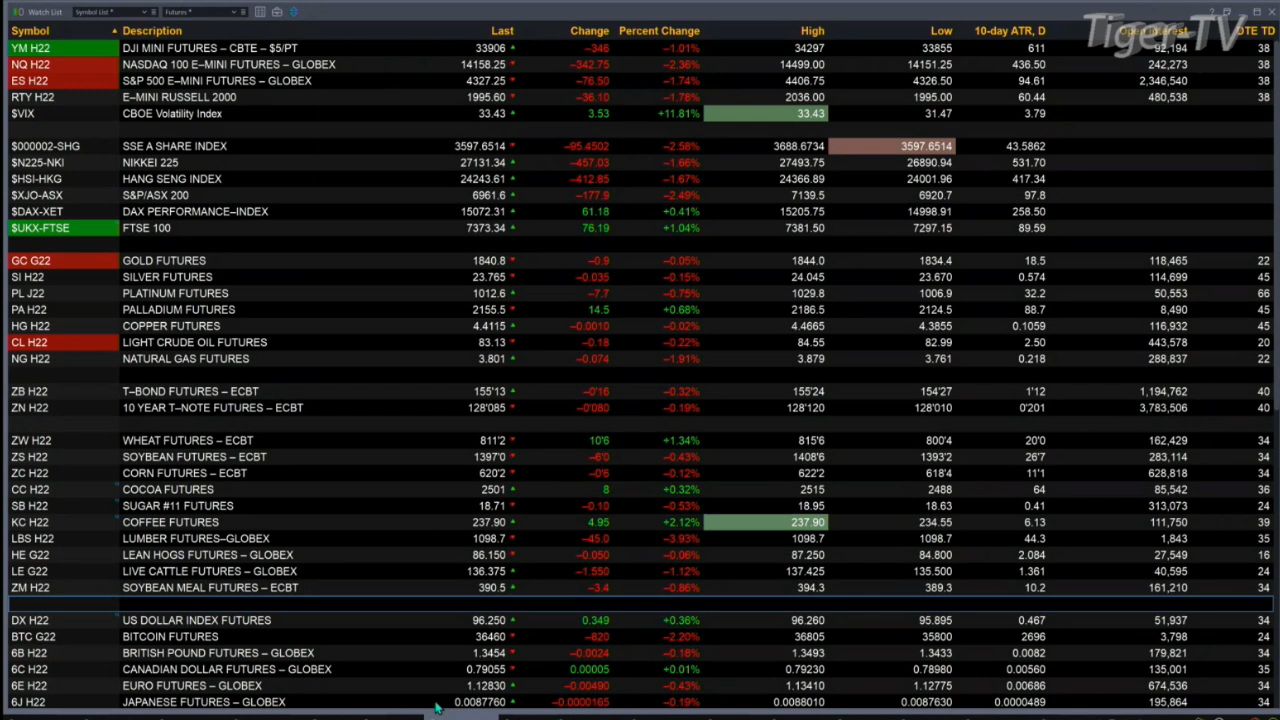 Watch List Symbol List * Futures *
Tiger-TV
Symbol Description Last Change Percent Change High Low 10-day ATR, D Open Interest DTE TD
YM H22 DJI MINI FUTURES – CBTE – $5/PT 33906 –346 –1.01% 34297 33855 611 92,194 38
NQ H22 NASDAQ 100 E–MINI FUTURES – GLOBEX 14158.25 –342.75 –2.36% 14499.00 14151.25 436.50 242,273 38
ES H22 S&P 500 E–MINI FUTURES – GLOBEX 4327.25 –76.50 –1.74% 4406.75 4326.50 94.61 2,346,540 38
RTY H22 E–MINI RUSSELL 2000 1995.60 –36.10 –1.78% 2036.00 1995.00 60.44 480,538 38
$VIX CBOE Volatility Index 33.43 3.53 +11.81% 33.43 31.47 3.79
$000002-SHG SSE A SHARE INDEX 3597.6514 –95.4502 –2.58% 3688.6734 3597.6514 43.5862
$N225-NKI NIKKEI 225 27131.34 –457.03 –1.66% 27493.75 26890.94 531.70
$HSI-HKG HANG SENG INDEX 24243.61 –412.85 –1.67% 24366.89 24001.96 417.34
$XJO-ASX S&P/ASX 200 6961.6 –177.9 –2.49% 7139.5 6920.7 97.8
$DAX-XET DAX PERFORMANCE–INDEX 15072.31 61.18 +0.41% 15205.75 14998.91 258.50
$UKX-FTSE FTSE 100 7373.34 76.19 +1.04% 7381.50 7297.15 89.59
GC G22 GOLD FUTURES 1840.8 –0.9 –0.05% 1844.0 1834.4 18.5 118,465 22
SI H22 SILVER FUTURES 23.765 –0.035 –0.15% 24.045 23.670 0.574 114,699 45
PL J22 PLATINUM FUTURES 1012.6 –7.7 –0.75% 1029.8 1006.9 32.2 50,553 66
PA H22 PALLADIUM FUTURES 2155.5 14.5 +0.68% 2186.5 2124.5 88.7 8,490 45
HG H22 COPPER FUTURES 4.4115 –0.0010 –0.02% 4.4665 4.3855 0.1059 116,932 45
CL H22 LIGHT CRUDE OIL FUTURES 83.13 –0.18 –0.22% 84.55 82.99 2.50 443,578 20
NG H22 NATURAL GAS FUTURES 3.801 –0.074 –1.91% 3.879 3.761 0.218 288,837 22
ZB H22 T–BOND FUTURES – ECBT 155'13 –0'16 –0.32% 155'24 154'27 1'12 1,194,762 40
ZN H22 10 YEAR T–NOTE FUTURES – ECBT 128'085 –0'080 –0.19% 128'120 128'010 0'201 3,783,506 40
ZW H22 WHEAT FUTURES – ECBT 811'2 10'6 +1.34% 815'6 800'4 20'0 162,429 34
ZS H22 SOYBEAN FUTURES – ECBT 1397'0 –6'0 –0.43% 1408'6 1393'2 26'7 283,114 34
ZC H22 CORN FUTURES – ECBT 620'2 –0'6 –0.12% 622'2 618'4 11'1 628,818 34
CC H22 COCOA FUTURES 2501 8 +0.32% 2515 2488 64 85,542 36
SB H22 SUGAR #11 FUTURES 18.71 –0.10 –0.53% 18.95 18.63 0.41 313,073 24
KC H22 COFFEE FUTURES 237.90 4.95 +2.12% 237.90 234.55 6.13 111,750 39
LBS H22 LUMBER FUTURES–GLOBEX 1098.7 –45.0 –3.93% 1098.7 1098.7 44.3 1,843 35
HE G22 LEAN HOGS FUTURES – GLOBEX 86.150 –0.050 –0.06% 87.250 84.800 2.084 27,549 16
LE G22 LIVE CATTLE FUTURES – GLOBEX 136.375 –1.550 –1.12% 137.425 135.500 1.361 40,595 24
ZM H22 SOYBEAN MEAL FUTURES – ECBT 390.5 –3.4 –0.86% 394.3 389.3 10.2 161,210 34
DX H22 US DOLLAR INDEX FUTURES 96.250 0.349 +0.36% 96.260 95.895 0.467 51,937 34
BTC G22 BITCOIN FUTURES 36460 –820 –2.20% 36805 35800 2696 3,798 24
6B H22 BRITISH POUND FUTURES – GLOBEX 1.3454 –0.0024 –0.18% 1.3493 1.3433 0.0082 179,821 34
6C H22 CANADIAN DOLLAR FUTURES – GLOBEX 0.79055 0.00005 +0.01% 0.79230 0.78980 0.00560 135,001 35
6E H22 EURO FUTURES – GLOBEX 1.12830 –0.00490 –0.43% 1.13410 1.12775 0.00686 674,536 34
6J H22 JAPANESE FUTURES – GLOBEX 0.0087760 –0.0000165 –0.19% 0.0088010 0.0087630 0.0000489 195,864 34